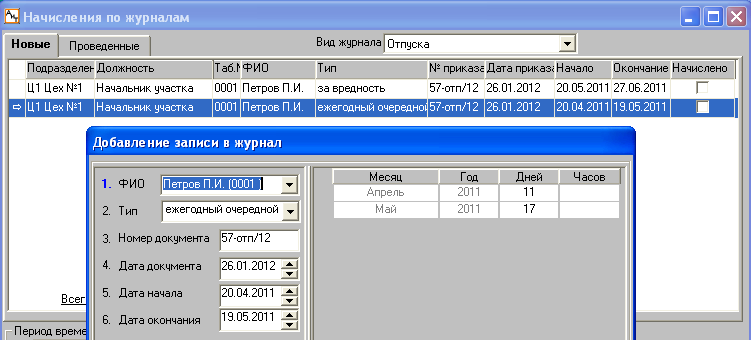 Начисления по журналам
Новые Проведенные Вид журнала Отпуска
Подразделен Должность Таб.№ ФИО Тип № приказа Дата приказа Начало Окончание Начислено
Ц1 Цех №1 Начальник участка 0001 Петров П.И. за вредность 57-отп/12 26.01.2012 20.05.2011 27.06.2011
Ц1 Цех №1 Начальник участка 0001 Петров П.И. ежегодный очередной 57-отп/12 26.01.2012 20.04.2011 19.05.2011
Добавление записи в журнал
1. ФИО Петров П.И. (0001 )
2. Тип ежегодный очередной
3. Номер документа 57-отп/12
4. Дата документа 26.01.2012
5. Дата начала 20.04.2011
6. Дата окончания 19.05.2011
Месяц Год Дней Часов
Апрель 2011 11
Май 2011 17
Всег
Период време